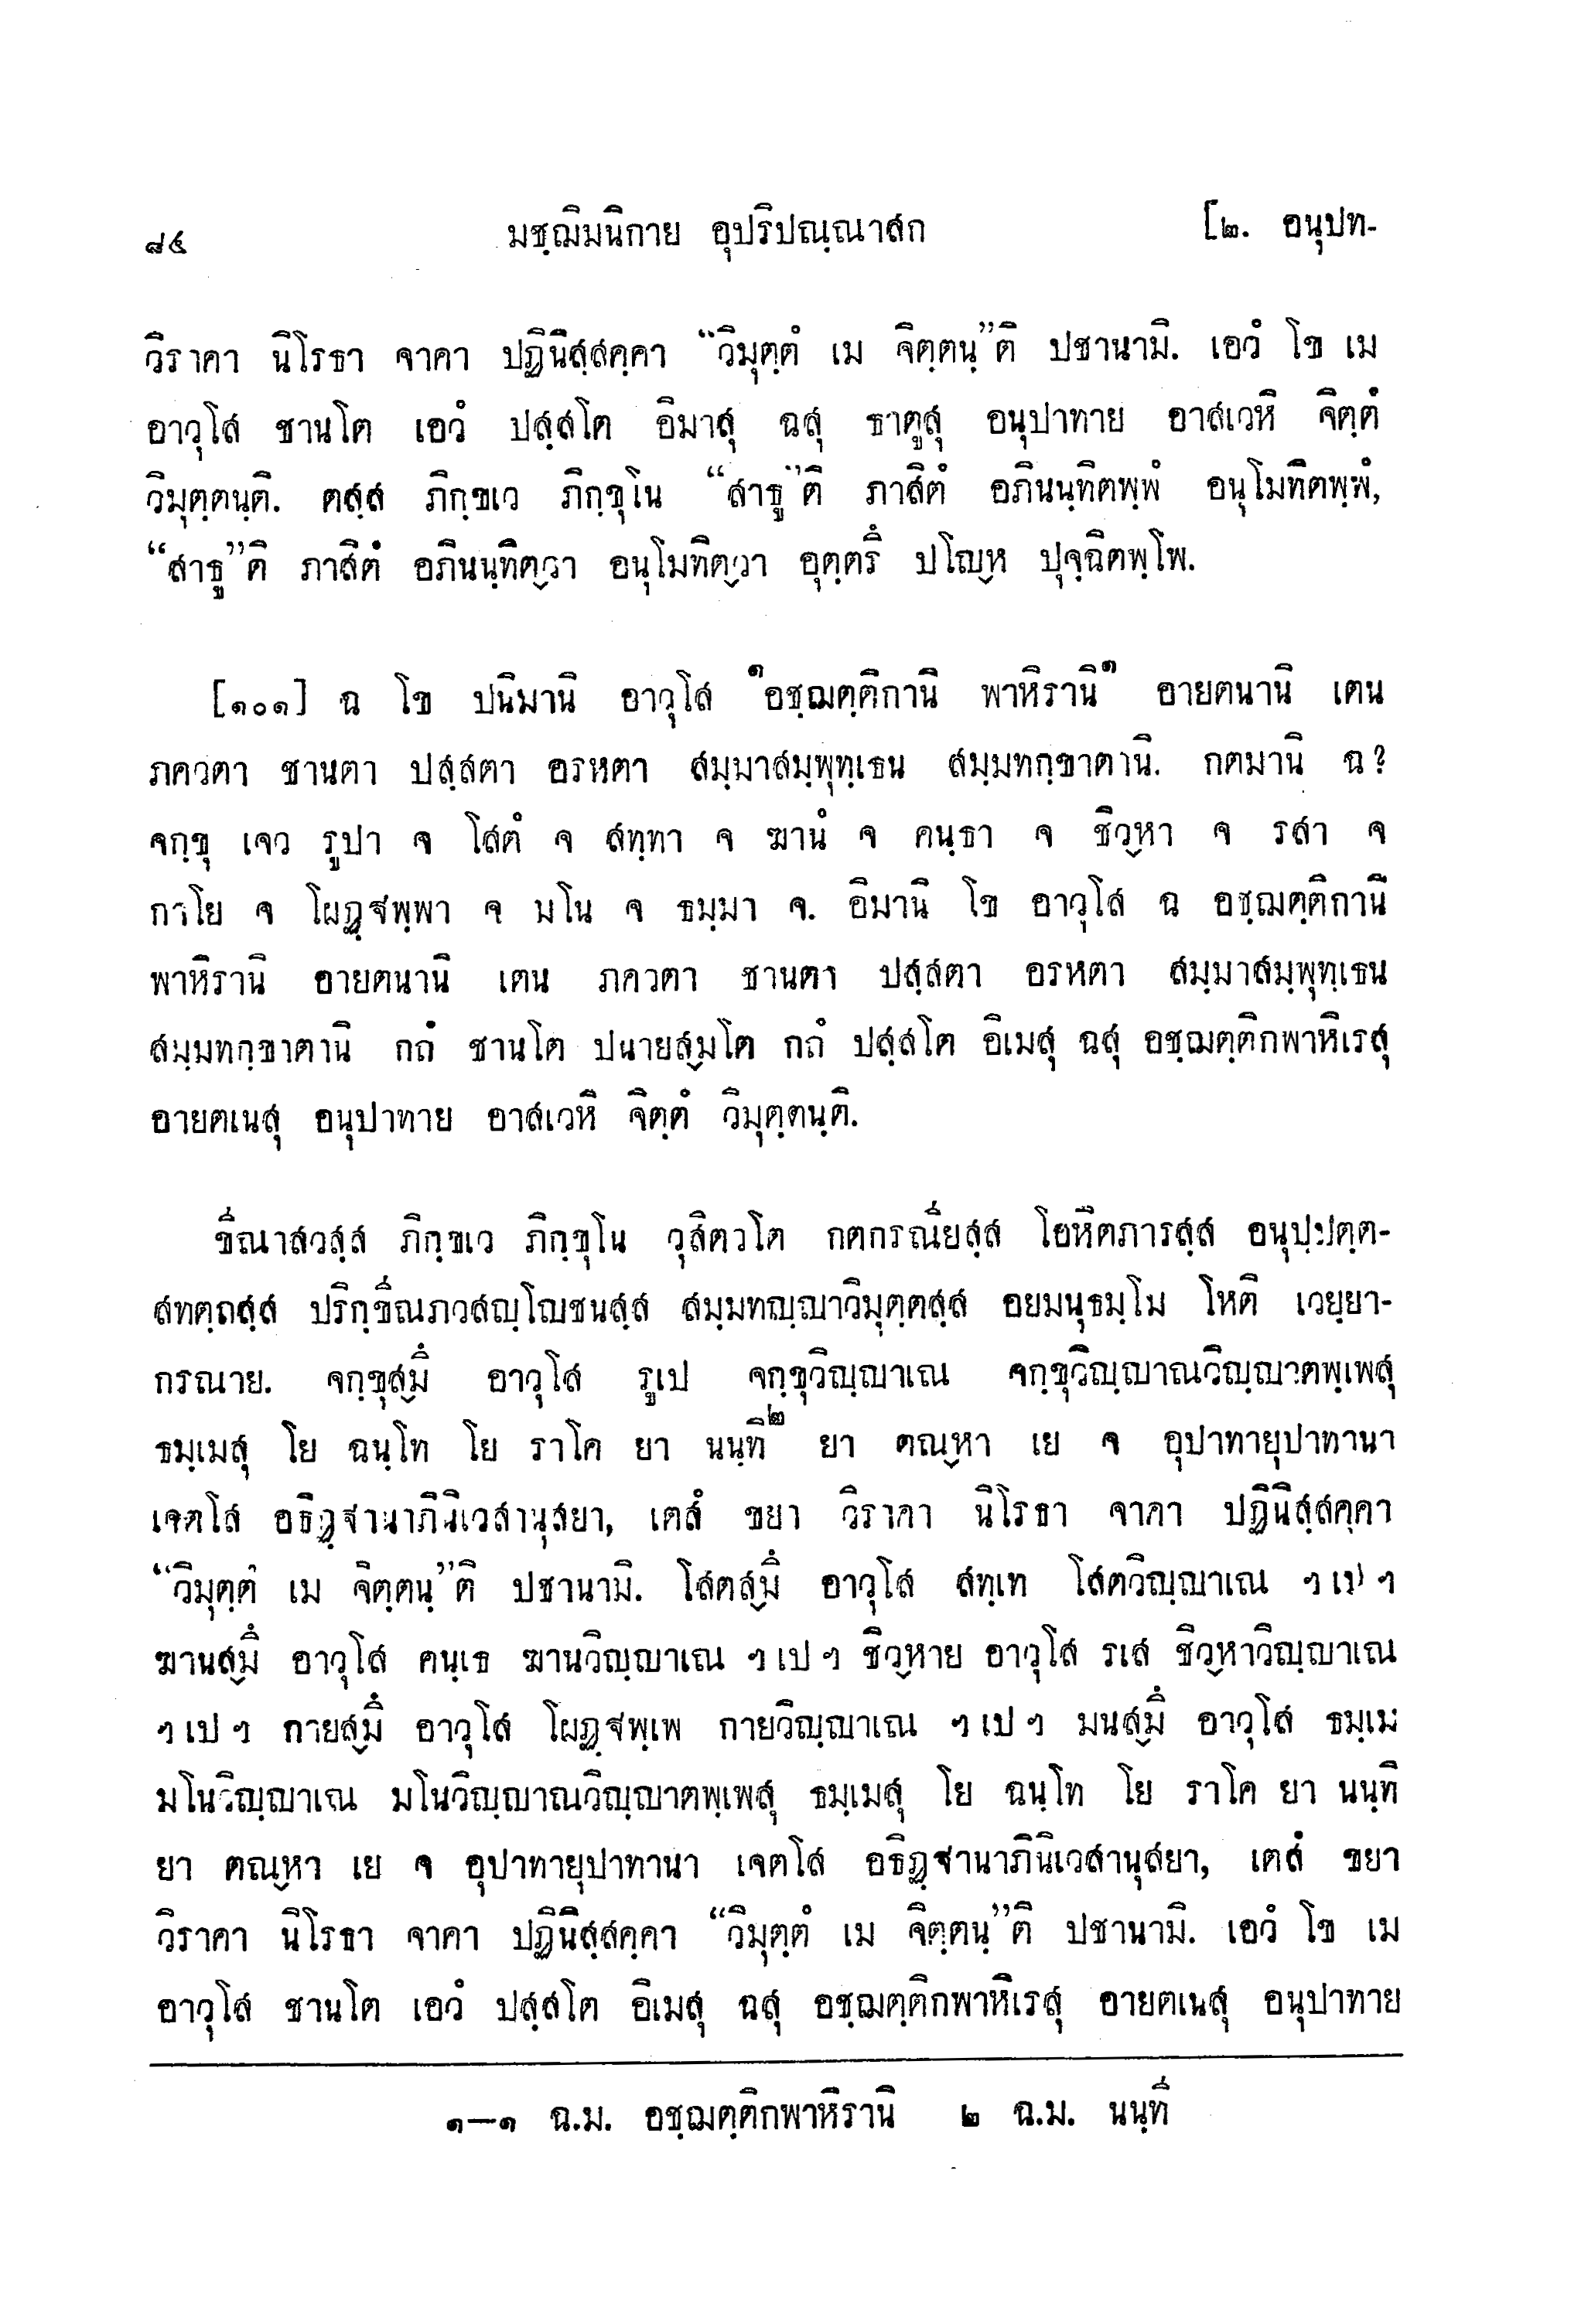 ๘๔ มชฺฌิมนิกาย อุปริปณฺณาสก [๒. อนุปท-
วิราคา นิโรธา จาคา ปฏินิสฺสคฺคา “วิมุตฺตํ เม จิตฺตนฺ”ติ ปชานามิ. เอวํ โข เม
อาวุโส ชานโต เอวํ ปสฺสโต อิมาสุ ฉสุ ธาตูสุ อนุปาทาย อาสเวหิ จิตฺตํ
วิมุตฺตนฺติ. ตสฺส ภิกฺขเว ภิกฺขุโน “สาธู”ติ ภาสิตํ อภินนฺทิตพฺพํ อนุโมทิตพฺพํ,
“สาธู”ติ ภาสิตํ อภินนฺทิตฺวา อนุโมทิตฺวา อุตฺตริํ ปโญฺห ปุจฺฉิตพฺโพ.
[๑๐๑] ฉ โข ปนิมานิ อาวุโส ๑อชฺฌตฺติกานิ พาหิรานิ๑ อายตนานิ เตน
ภควตา ชานตา ปสฺสตา อรหตา สมฺมาสมฺพุทฺเธน สมฺมทกฺขาตานิ. กตมานิ ฉ?
จกฺขุ เจว รูปา จ โสตํ จ สทฺทา จ ฆานํ จ คนฺธา จ ชิวฺหา จ รสา จ
กาโย จ โผฏฺฐพฺพา จ มโน จ ธมฺมา จ. อิมานิ โข อาวุโส ฉ อชฺฌตฺติกานิ
พาหิรานิ อายตนานิ เตน ภควตา ชานตา ปสฺสตา อรหตา สมฺมาสมฺพุทฺเธน
สมฺมทกฺขาตานิ กถํ ชานโต ปนายสฺมโต กถํ ปสฺสโต อิเมสุ ฉสุ อชฺฌตฺติกพาหิเรสุ
อายตเนสุ อนุปาทาย อาสเวหิ จิตฺตํ วิมุตฺตนฺติ.
ขีณาสวสฺส ภิกฺขเว ภิกฺขุโน วุสิตวโต กตกรณียสฺส โอหิตภารสฺส อนุปฺปตฺต-
สทตฺถสฺส ปริกฺขีณภวสญฺโญชนสฺส สมฺมทญฺญาวิมุตฺตสฺส อยมนุธมฺโม โหติ เวยฺยา-
กรณาย. จกฺขุสฺมิํ อาวุโส รูเป จกฺขุวิญฺญาเณ จกฺขุวิญฺญาณวิญฺญาตพฺเพสุ
ธมฺเมสุ โย ฉนฺโท โย ราโค ยา นนฺทิ๒ ยา ตณฺหา เย จ อุปาทายุปาทานา
เจตโส อธิฏฺฐานาภินิเวสานุสยา, เตสํ ขยา วิราคา นิโรธา จาคา ปฏินิสฺสคฺคา
“วิมุตฺตํ เม จิตฺตนฺ”ติ ปชานามิ. โสตสฺมิํ อาวุโส สทฺเท โสตวิญฺญาเณ ฯ เป ฯ
ฆานสฺมิํ อาวุโส คนฺเธ ฆานวิญฺญาเณ ฯ เป ฯ ชิวฺหาย อาวุโส รเส ชิวฺหาวิญฺญาเณ
ฯ เป ฯ กายสฺมิํ อาวุโส โผฏฺฐพฺเพ กายวิญฺญาเณ ฯ เป ฯ มนสฺมิํ อาวุโส ธมฺเม
มโนวิญฺญาเณ มโนวิญฺญาณวิญฺญาตพฺเพสุ ธมฺเมสุ โย ฉนฺโท โย ราโค ยา นนฺทิ
ยา ตณฺหา เย จ อุปาทายุปาทานา เจตโส อธิฏฺฐานาภินิเวสานุสยา, เตสํ ขยา
วิราคา นิโรธา จาคา ปฏินิสฺสคฺคา “วิมุตฺตํ เม จิตฺตนฺ”ติ ปชานามิ. เอวํ โข เม
อาวุโส ชานโต เอวํ ปสฺสโต อิเมสุ ฉสุ อชฺฌตฺติกพาหิเรสุ อายตเนสุ อนุปาทาย
๑—๑ ฉ.ม. อชฺฌตฺติกพาหิรานิ ๒ ฉ.ม. นนฺที